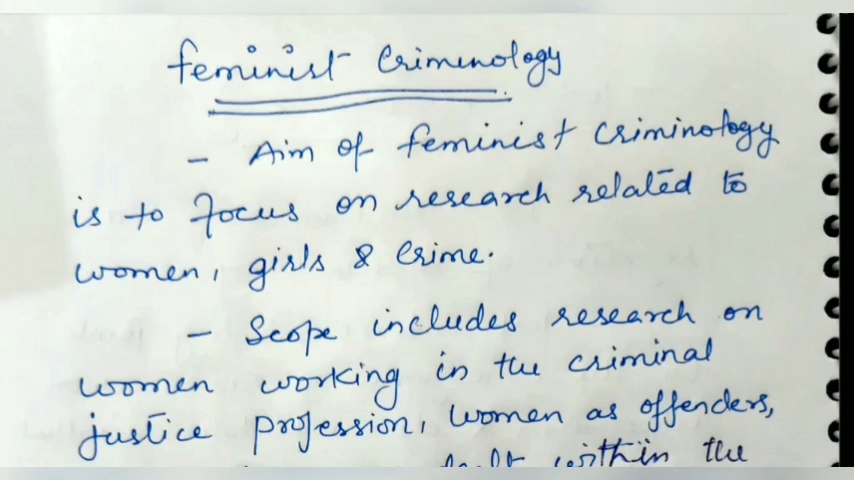 feminist Criminology
- Aim of feminist Criminology
is to focus on research related to
women, girls & Crime.
- Scope includes research on
women working in the criminal
justice profession, women as offenders,
dealt within the